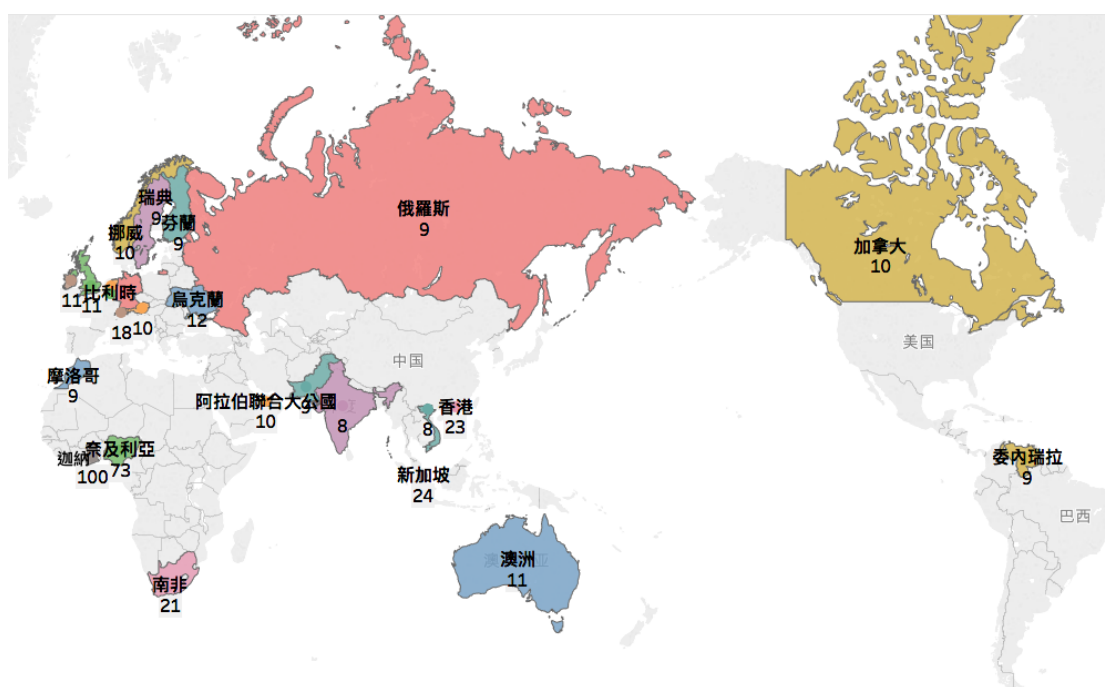 瑞典
9
芬蘭
9
挪威
10
俄羅斯
9
加拿大
10
11
比利時
11
烏克蘭
12
18
10
美国
中国
摩洛哥
9
阿拉伯聯合大公國
10
9
8
香港
23
8
迦納
100
奈及利亞
73
新加坡
24
委內瑞拉
9
巴西
澳洲
11
南非
21